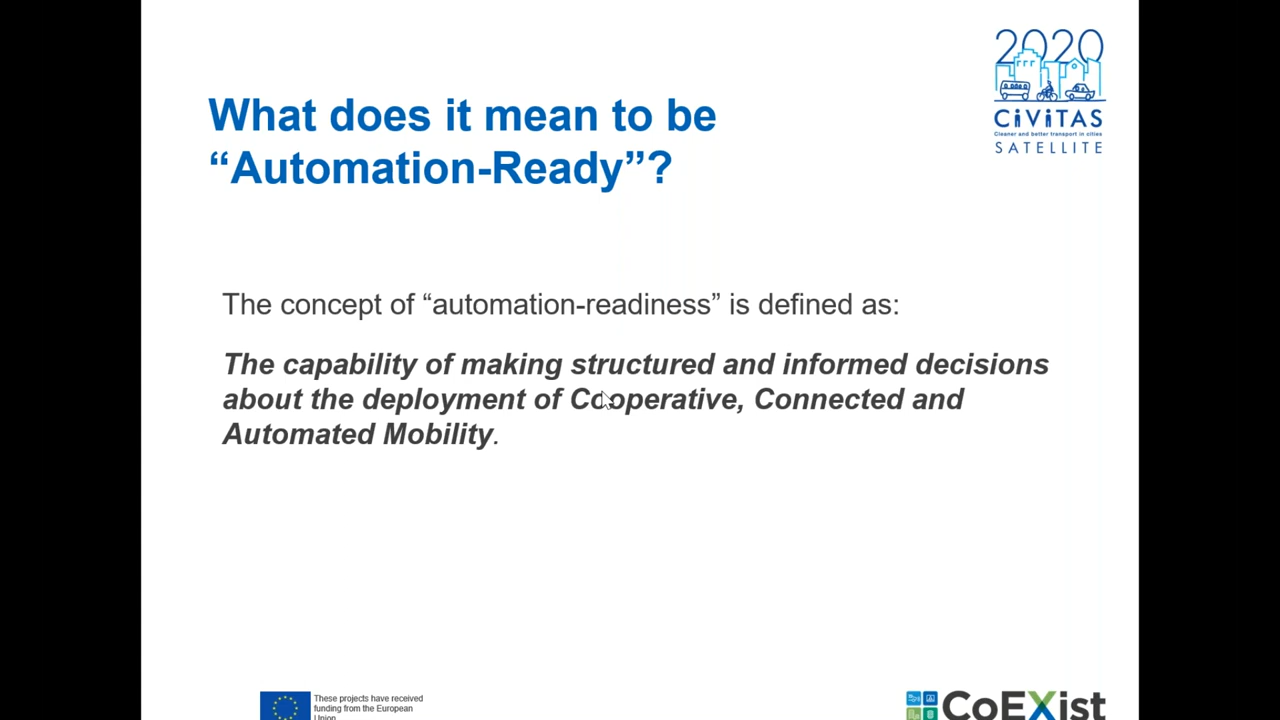 2020
CiViTAS
Cleaner and better transport in cities
SATELLITE
What does it mean to be
“Automation-Ready”?
The concept of “automation-readiness” is defined as:
The capability of making structured and informed decisions
about the deployment of Cooperative, Connected and
Automated Mobility.
These projects have received
funding from the European
Union
CoEXist